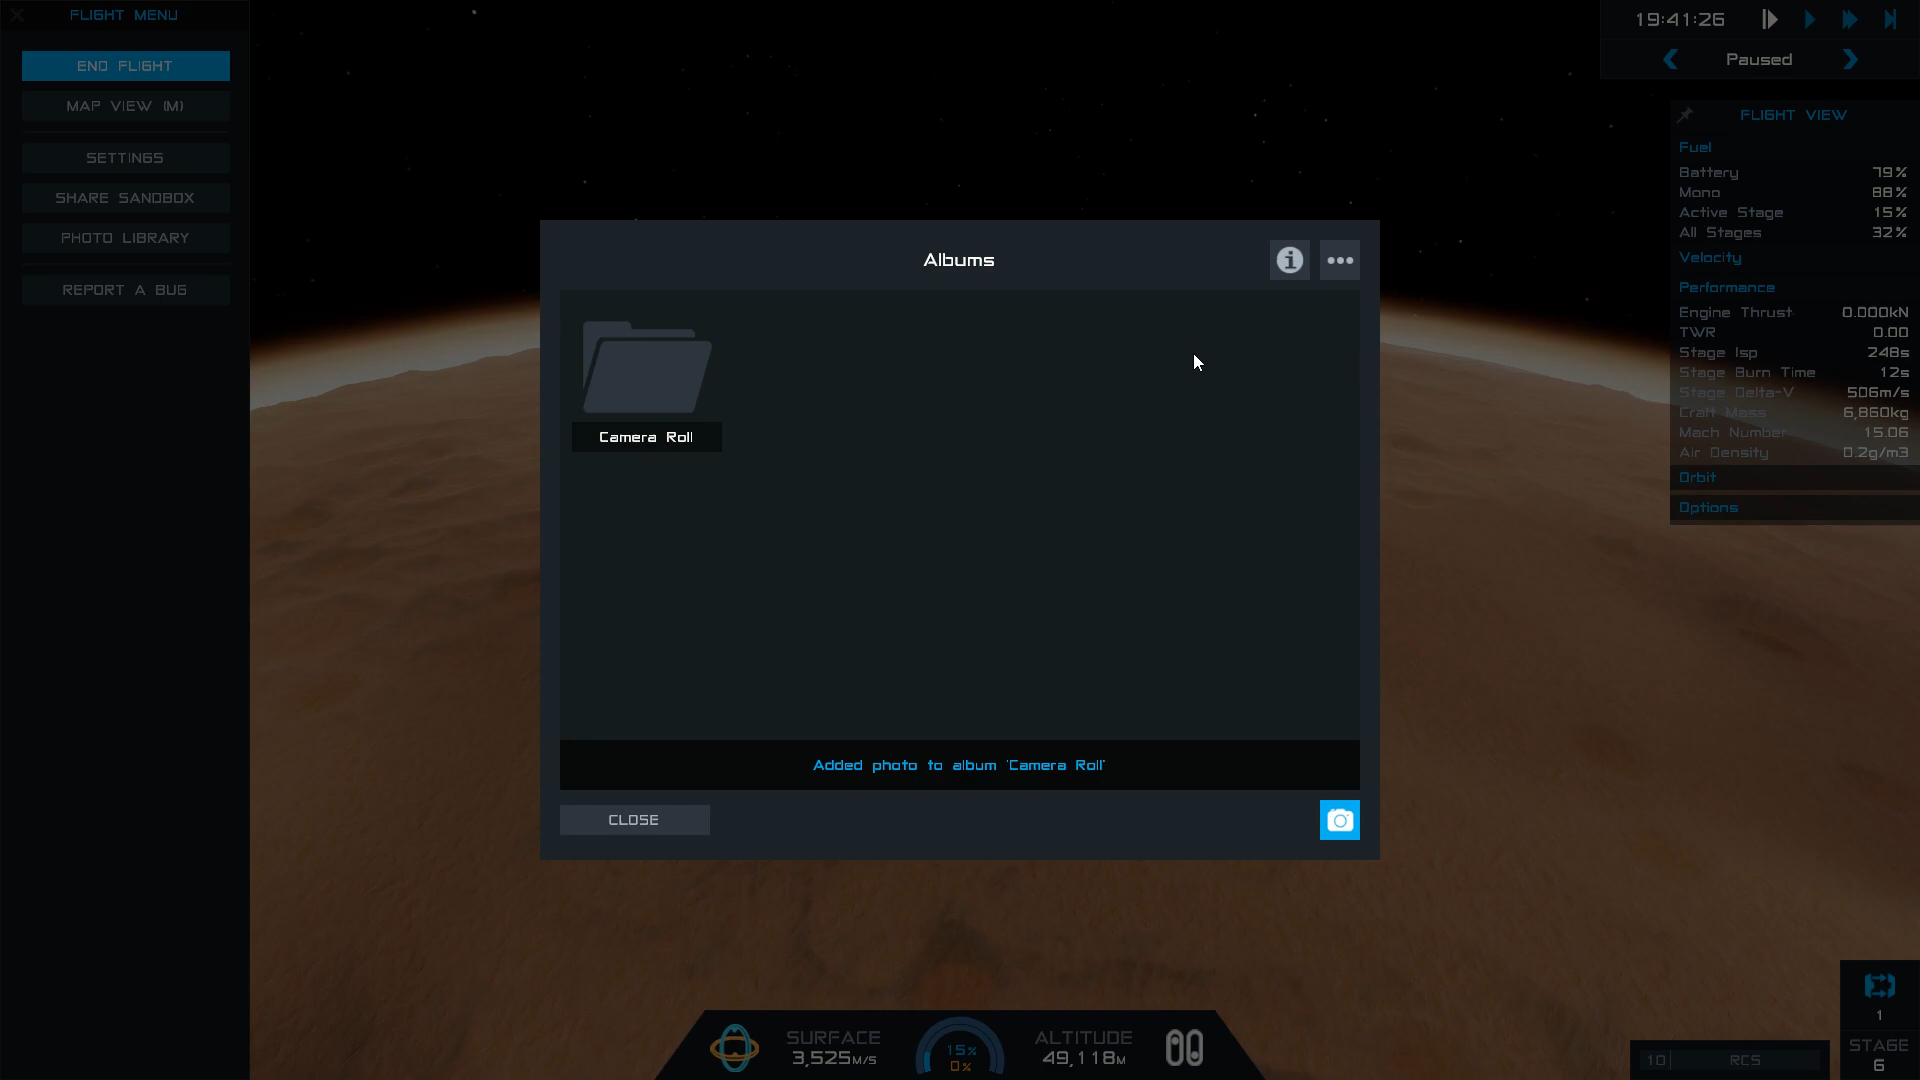 FLIGHT MENU
END FLIGHT
MAP VIEW (M)
SETTINGS
SHARE SANDBOX
PHOTO LIBRARY
REPORT A BUG
Albums
Camera Roll
Added photo to album 'Camera Roll'
CLOSE
19:41:26
Paused
FLIGHT VIEW
Fuel
Battery 79%
Mono 88%
Active Stage 15%
All Stages 32%
Velocity
Performance
Engine Thrust 0.000kN
TWR 0.00
Stage Isp 248s
Stage Burn Time 12s
Stage Delta-V 506m/s
Craft Mass 6,860kg
Mach Number 15.06
Air Density 0.2g/m3
Orbit
Options
SURFACE
3,525M/S
15%
0%
ALTITUDE
49,118M
10 RCS
1
STAGE
6